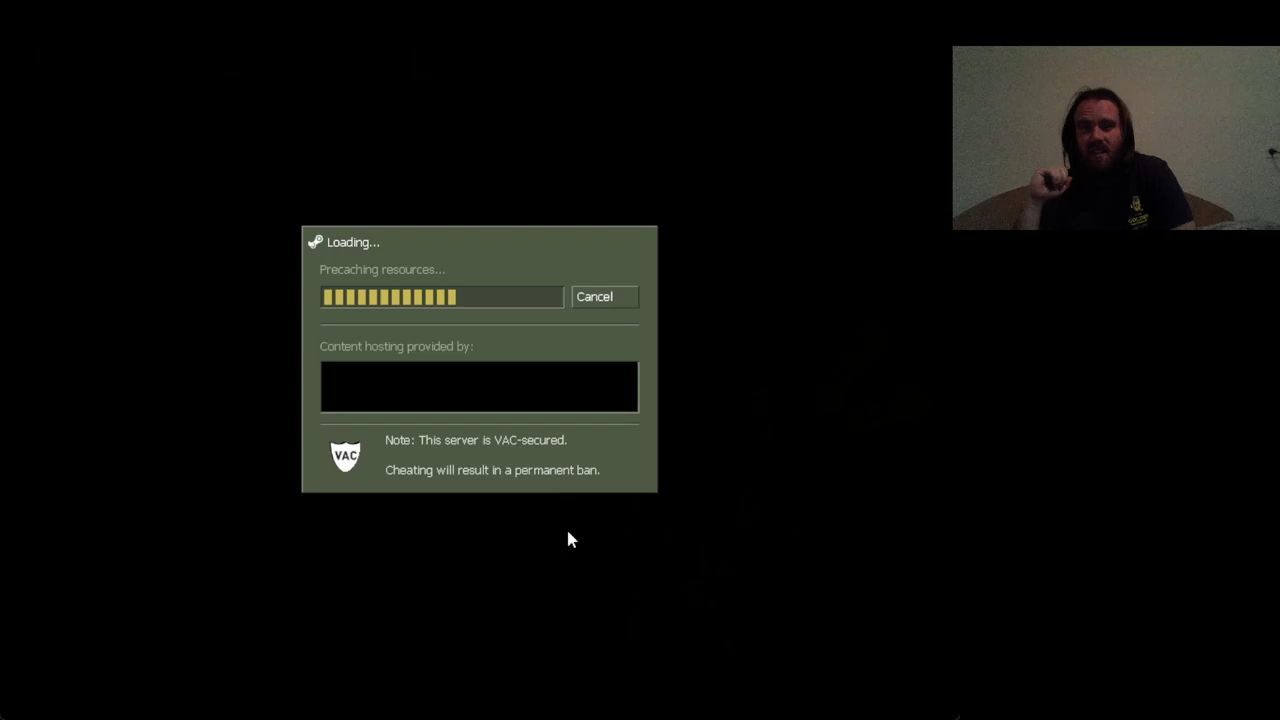 Loading...
Precaching resources...
Cancel
Content hosting provided by:
VAC
Note: This server is VAC-secured.
Cheating will result in a permanent ban.